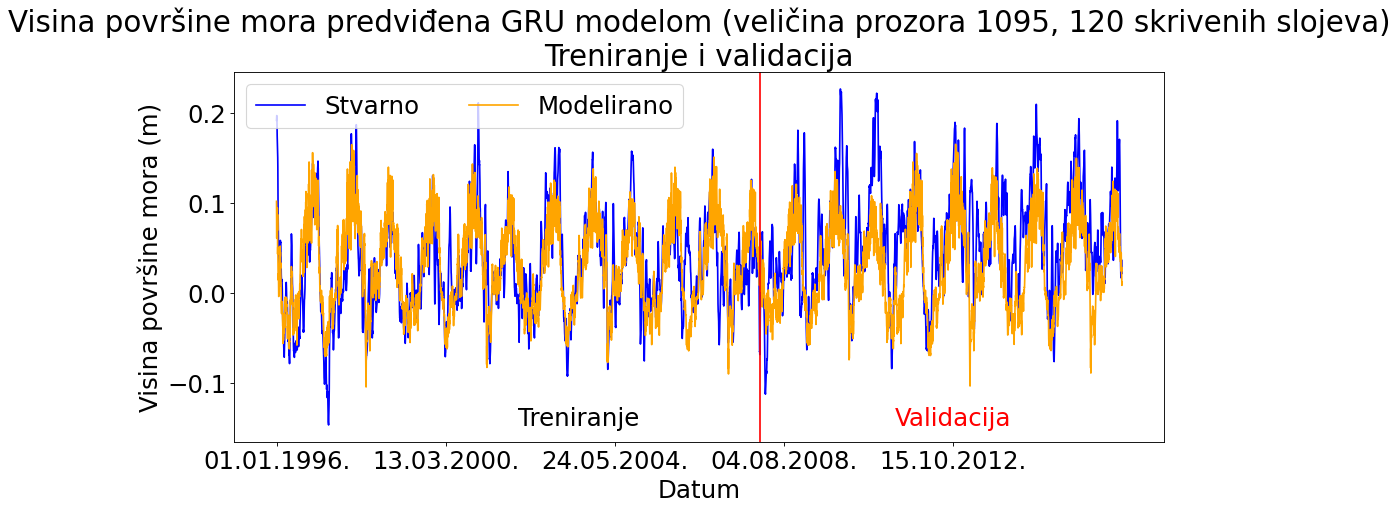 Visina površine mora predviđena GRU modelom (veličina prozora 1095, 120 skrivenih slojeva)
Treniranje i validacija
Stvarno Modelirano
Visina površine mora (m)
0.2
0.1
0.0
−0.1
Treniranje Validacija
01.01.1996. 13.03.2000. 24.05.2004. 04.08.2008. 15.10.2012.
Datum